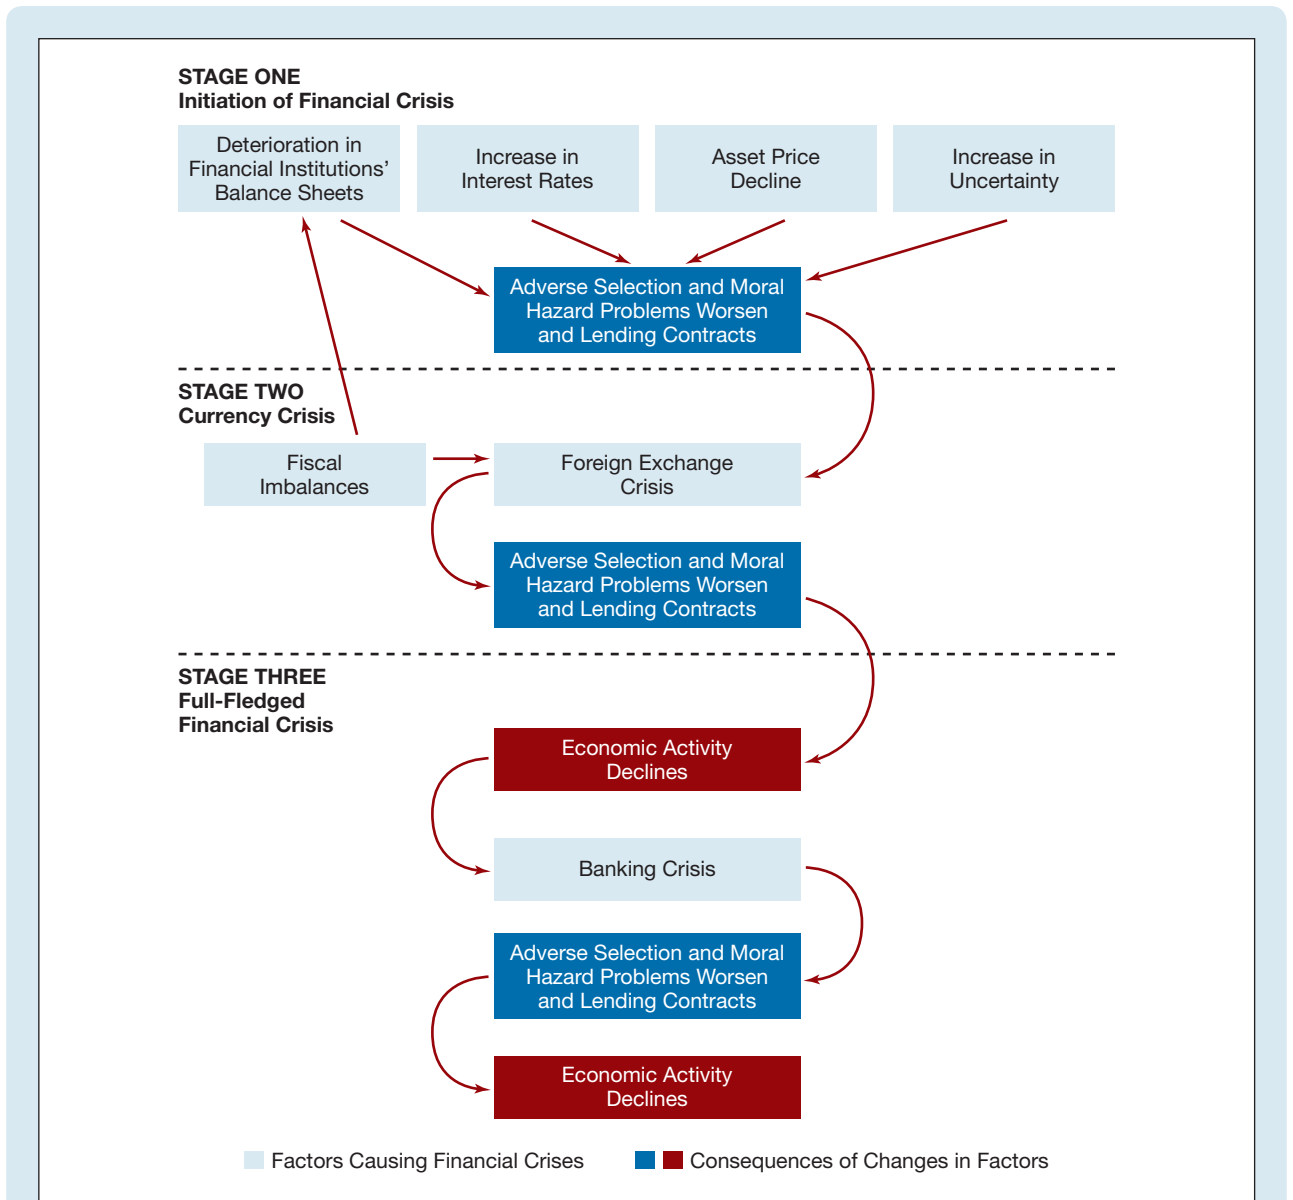 STAGE ONE
Initiation of Financial Crisis
Deterioration in
Financial Institutions’
Balance Sheets
Increase in
Interest Rates
Asset Price
Decline
Increase in
Uncertainty
Adverse Selection and Moral
Hazard Problems Worsen
and Lending Contracts
STAGE TWO
Currency Crisis
Fiscal
Imbalances
Foreign Exchange
Crisis
Adverse Selection and Moral
Hazard Problems Worsen
and Lending Contracts
STAGE THREE
Full-Fledged
Financial Crisis
Economic Activity
Declines
Banking Crisis
Adverse Selection and Moral
Hazard Problems Worsen
and Lending Contracts
Economic Activity
Declines
Factors Causing Financial Crises
Consequences of Changes in Factors